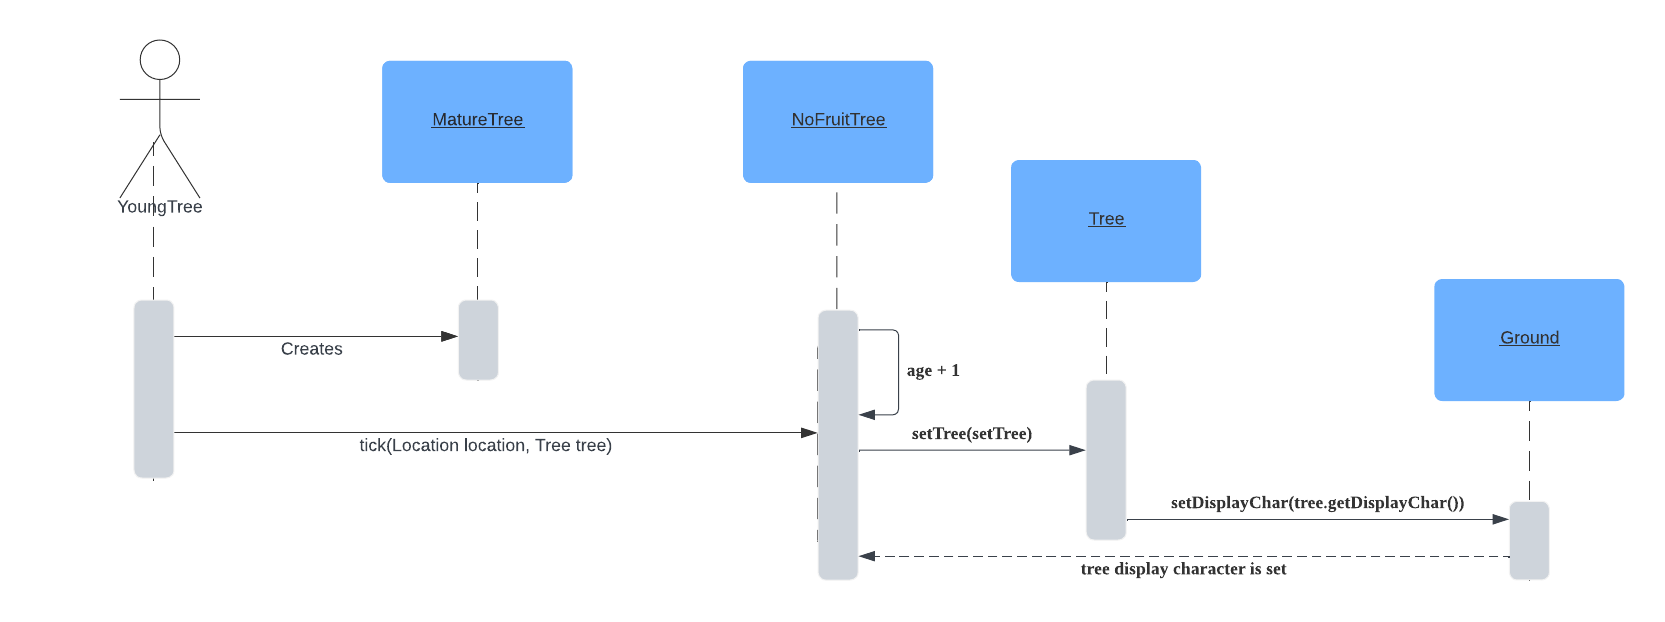 MatureTree
NoFruitTree
YoungTree
Tree
Ground
Creates
age + 1
tick(Location location, Tree tree)
setTree(setTree)
setDisplayChar(tree.getDisplayChar())
tree display character is set